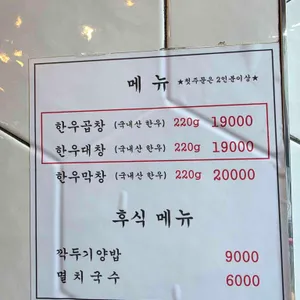 메 뉴 ★첫주문은 2인분이상★
한우곱창 (국내산 한우) 220g 19000
한우대창 (국내산 한우) 220g 19000
한우막창 (국내산 한우) 220g 20000
후식 메뉴
깍두기양밥 9000
멸치국수 6000